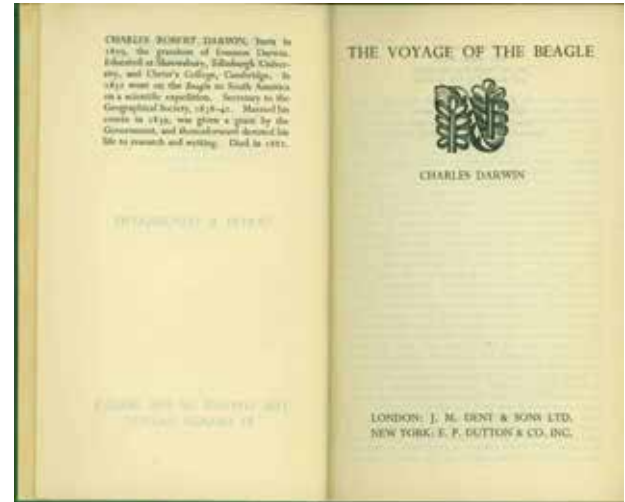 CHARLES ROBERT DARWIN, born in
1809, the grandson of Erasmus Darwin.
Educated at Shrewsbury, Edinburgh Univer-
sity, and Christ's College, Cambridge. In
1831 went on the Beagle to South America
on a scientific expedition. Secretary to the
Geographical Society, 1838-41. Married his
cousin in 1839, was given a grant by the
Government, and thenceforward devoted his
life to research and writing. Died in 1882.
THE VOYAGE OF THE BEAGLE
CHARLES DARWIN
LONDON: J. M. DENT & SONS LTD.
NEW YORK: E. P. DUTTON & CO. INC.